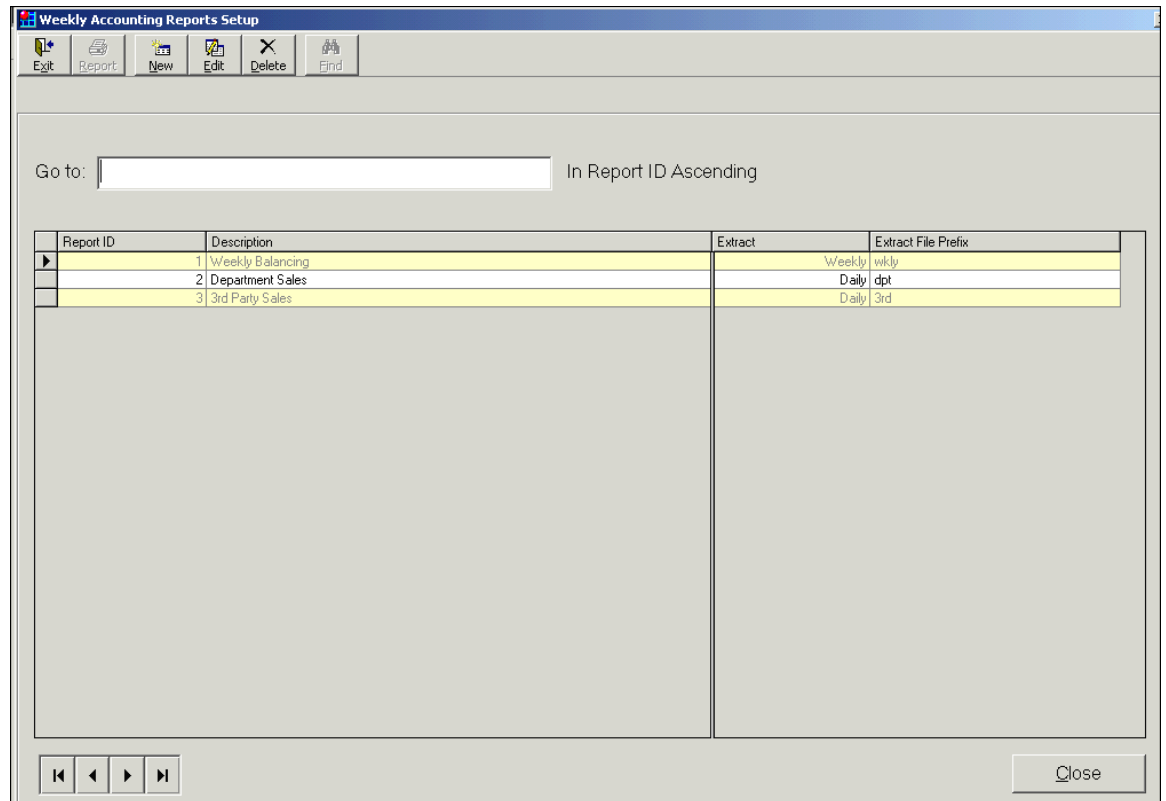 Weekly Accounting Reports Setup
Exit Report New Edit Delete Find
Go to: In Report ID Ascending
Report ID Description Extract Extract File Prefix
1 Weekly Balancing Weekly wkly
2 Department Sales Daily dpt
3 3rd Party Sales Daily 3rd
Close